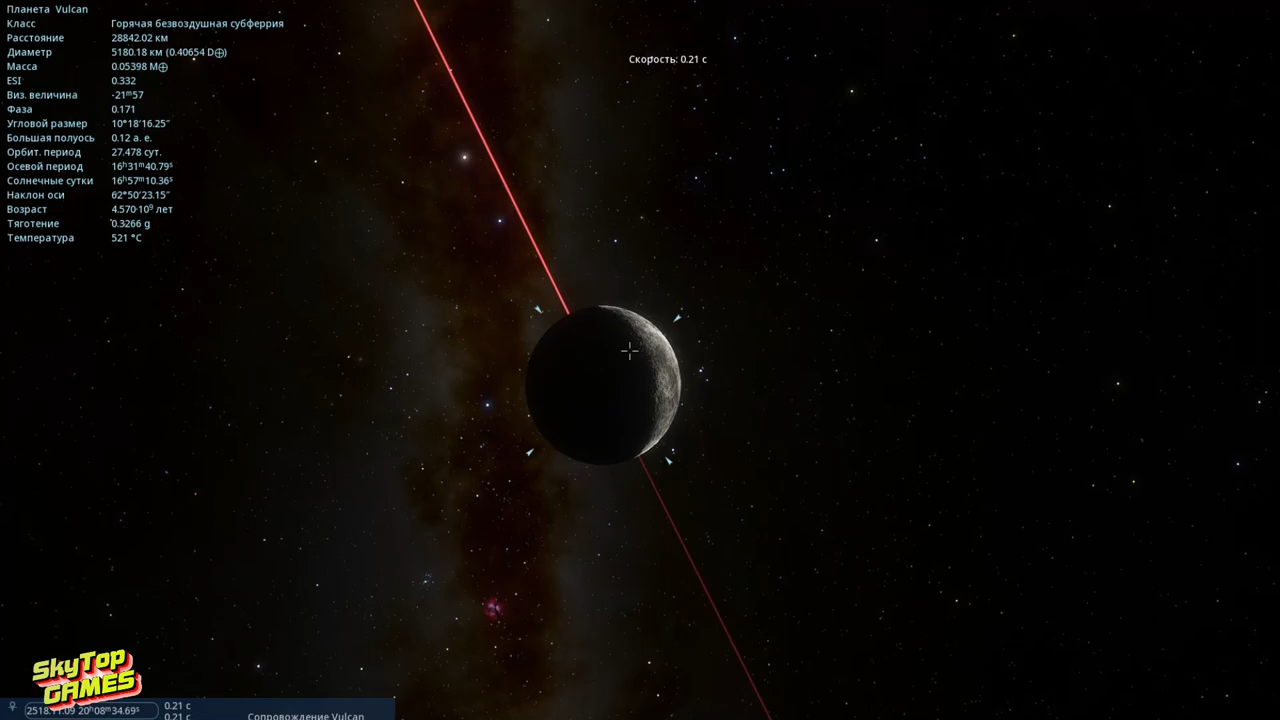 Планета Vulcan
Класс Горячая безвоздушная субферрия
Расстояние 28842.02 км
Диаметр 5180.18 км (0.40654 D⊕)
Масса 0.05398 M⊕
ESI 0.332
Виз. величина -21ᵐ57
Фаза 0.171
Угловой размер 10°18′16.25″
Большая полуось 0.12 а. е.
Орбит. период 27.478 сут.
Осевой период 16ʰ31ᵐ40.79ˢ
Солнечные сутки 16ʰ57ᵐ10.36ˢ
Наклон оси 62°50′23.15″
Возраст 4.570·10⁹ лет
Тяготение 0.3266 g
Температура 521 °C
Скорость: 0.21 c
SkyTop
GAMES
2518.11.09 20ʰ08ᵐ34.69ˢ 0.21 c
0.21 c Сопровождение Vulcan